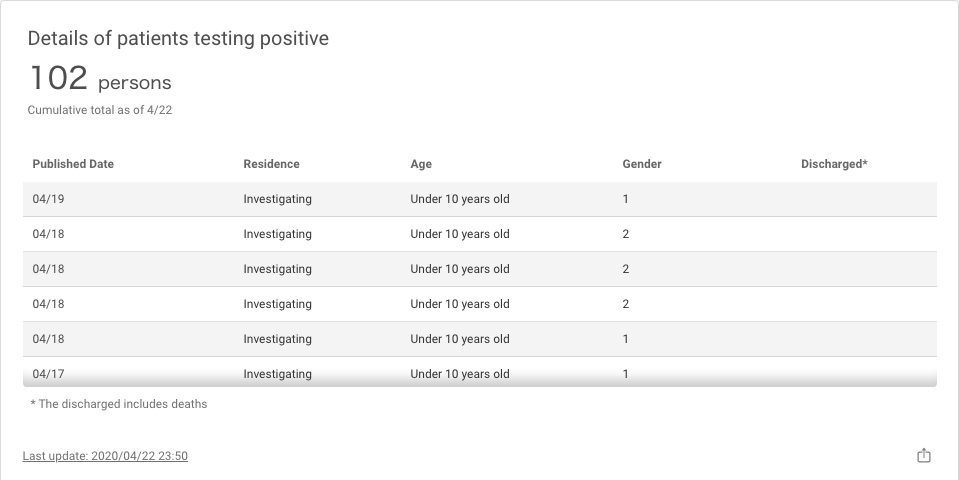 Details of patients testing positive
102 persons
Cumulative total as of 4/22
Published Date Residence Age Gender Discharged*
04/19 Investigating Under 10 years old 1
04/18 Investigating Under 10 years old 2
04/18 Investigating Under 10 years old 2
04/18 Investigating Under 10 years old 2
04/18 Investigating Under 10 years old 1
04/17 Investigating Under 10 years old 1
* The discharged includes deaths
Last update: 2020/04/22 23:50